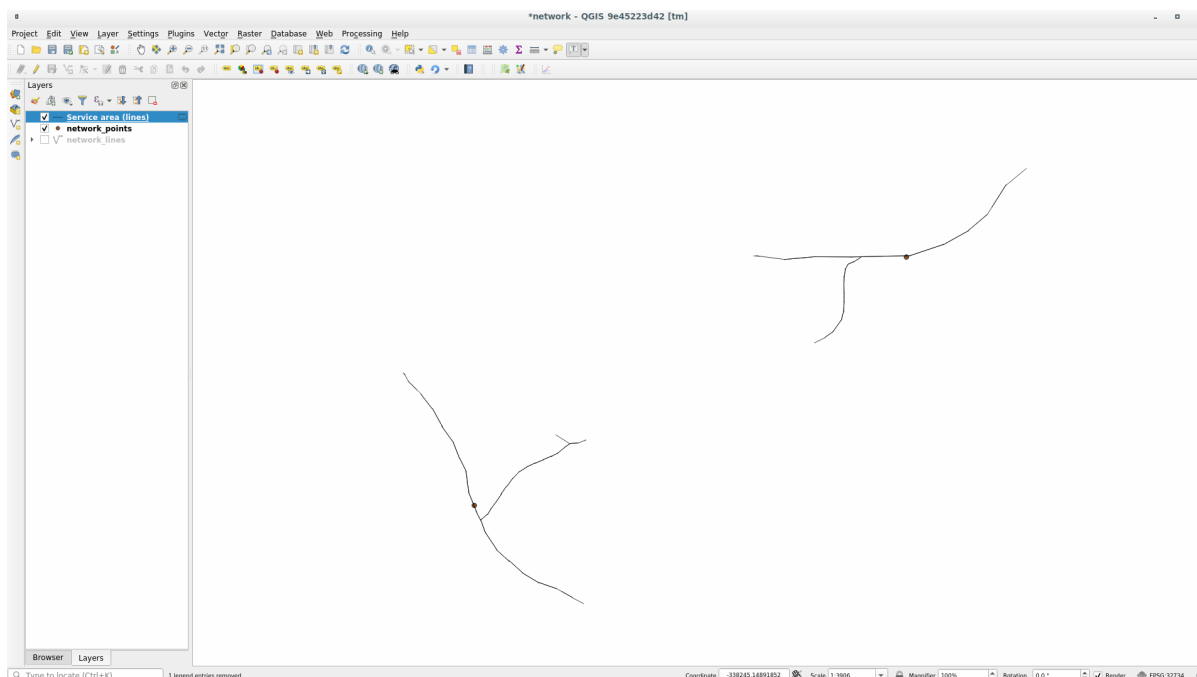 *network - QGIS 9e45223d42 [tm]
Project Edit View Layer Settings Plugins Vector Raster Database Web Processing Help
Layers
Service area (lines)
network_points
network_lines
Browser Layers
Type to locate (Ctrl+K) 1 legend entries removed. Coordinate -338245,14891852 Scale 1:3906 Magnifier 100% Rotation 0,0 ° Render EPSG:32734